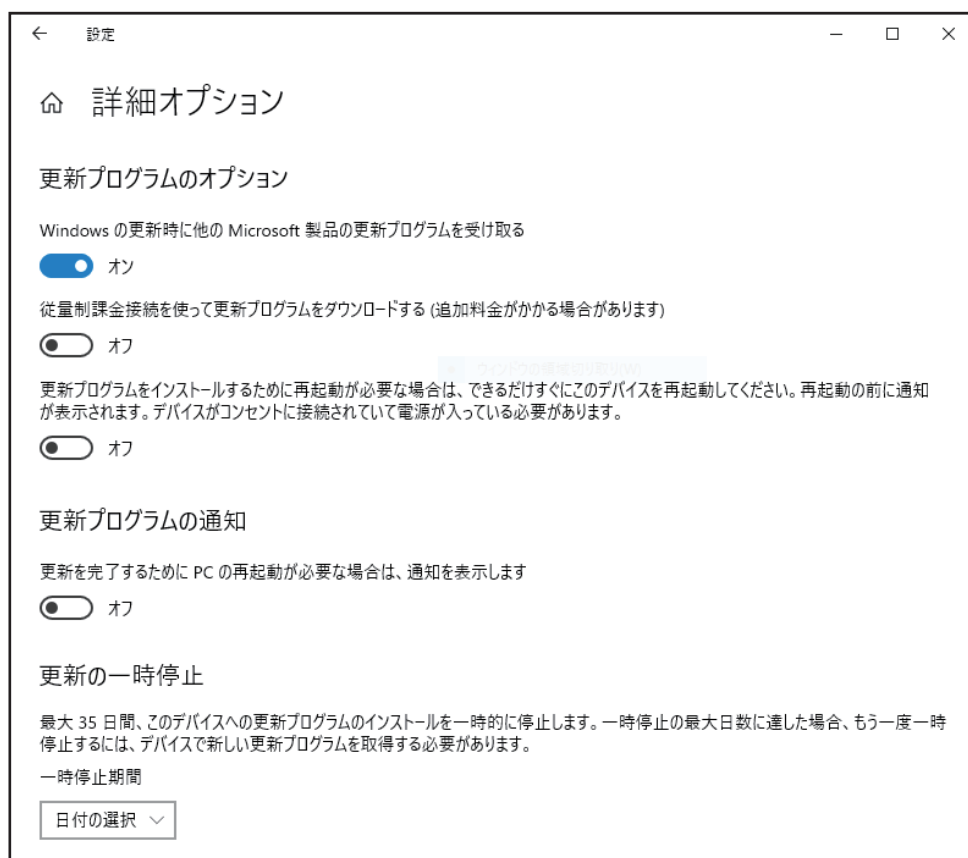 設定
詳細オプション
更新プログラムのオプション
Windows の更新時に他の Microsoft 製品の更新プログラムを受け取る
オン
従量制課金接続を使って更新プログラムをダウンロードする (追加料金がかかる場合があります)
オフ
ウィンドウの領域切り取り(W)
更新プログラムをインストールするために再起動が必要な場合は、できるだけすぐにこのデバイスを再起動してください。再起動の前に通知
が表示されます。デバイスがコンセントに接続されていて電源が入っている必要があります。
オフ
更新プログラムの通知
更新を完了するために PC の再起動が必要な場合は、通知を表示します
オフ
更新の一時停止
最大 35 日間、このデバイスへの更新プログラムのインストールを一時的に停止します。一時停止の最大日数に達した場合、もう一度一時
停止するには、デバイスで新しい更新プログラムを取得する必要があります。
一時停止期間
日付の選択